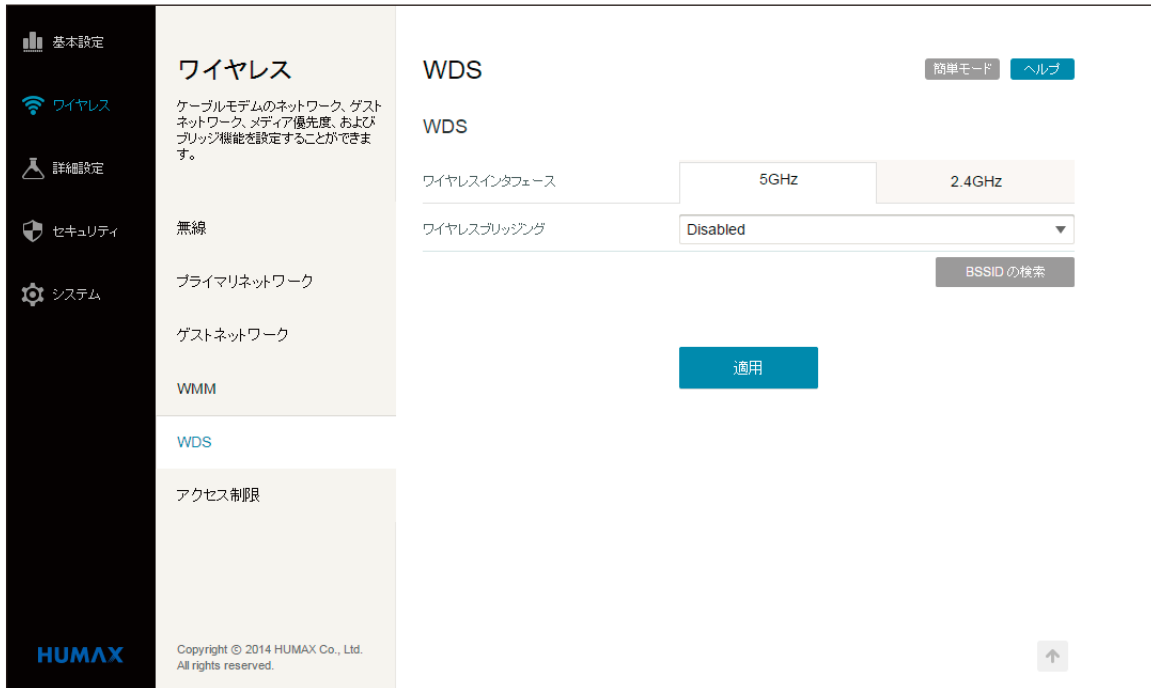 基本設定
ワイヤレス
詳細設定
セキュリティ
システム
HUMAX
ワイヤレス
ケーブルモデムのネットワーク、ゲスト
ネットワーク、メディア優先度、および
ブリッジ機能を設定することができま
す。
無線
プライマリネットワーク
ゲストネットワーク
WMM
WDS
アクセス制限
Copyright © 2014 HUMAX Co., Ltd.
All rights reserved.
WDS
簡単モード ヘルプ
WDS
ワイヤレスインタフェース 5GHz 2.4GHz
ワイヤレスブリッジング Disabled
BSSID の検索
適用